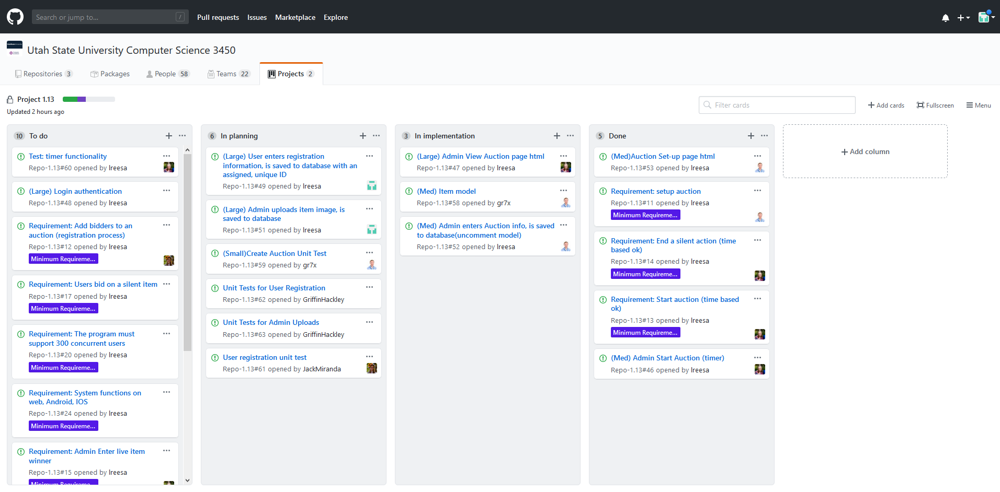 Search or jump to...
/
Pull requests
Issues
Marketplace
Explore
Utah State University Computer Science 3450
Repositories 3
Packages
People 58
Teams 22
Projects 2
Project 1.13
Updated 2 hours ago
Filter cards
Add cards
Fullscreen
Menu
10 To do
Test: timer functionality
Repo-1.13#60 opened by lreesa
(Large) Login authentication
Repo-1.13#48 opened by lreesa
Requirement: Add bidders to an
auction (registration process)
Repo-1.13#12 opened by lreesa
Minimum Requireme...
Requirement: Users bid on a silent item
Repo-1.13#17 opened by lreesa
Minimum Requireme...
Requirement: The program must
support 300 concurrent users
Repo-1.13#20 opened by lreesa
Minimum Requireme...
Requirement: System functions on
web, Android, IOS
Repo-1.13#24 opened by lreesa
Minimum Requireme...
Requirement: Admin Enter live item
winner
Repo-1.13#15 opened by lreesa
Minimum Requireme...
6 In planning
(Large) User enters registration
information, is saved to database with an
assigned, unique ID
Repo-1.13#49 opened by lreesa
(Large) Admin uploads item image, is
saved to database
Repo-1.13#51 opened by lreesa
(Small)Create Auction Unit Test
Repo-1.13#59 opened by gr7x
Unit Tests for User Registration
Repo-1.13#62 opened by GriffinHackley
Unit Tests for Admin Uploads
Repo-1.13#63 opened by GriffinHackley
User registration unit test
Repo-1.13#61 opened by JackMiranda
3 In implementation
(Large) Admin View Auction page html
Repo-1.13#47 opened by lreesa
(Med) Item model
Repo-1.13#58 opened by gr7x
(Med) Admin enters Auction info, is saved
to database(uncomment model)
Repo-1.13#52 opened by lreesa
5 Done
(Med)Auction Set-up page html
Repo-1.13#53 opened by lreesa
Requirement: setup auction
Repo-1.13#11 opened by lreesa
Minimum Requireme...
Requirement: End a silent action (time
based ok)
Repo-1.13#14 opened by lreesa
Minimum Requireme...
Requirement: Start auction (time based
ok)
Repo-1.13#13 opened by lreesa
Minimum Requireme...
(Med) Admin Start Auction (timer)
Repo-1.13#46 opened by lreesa
Add column